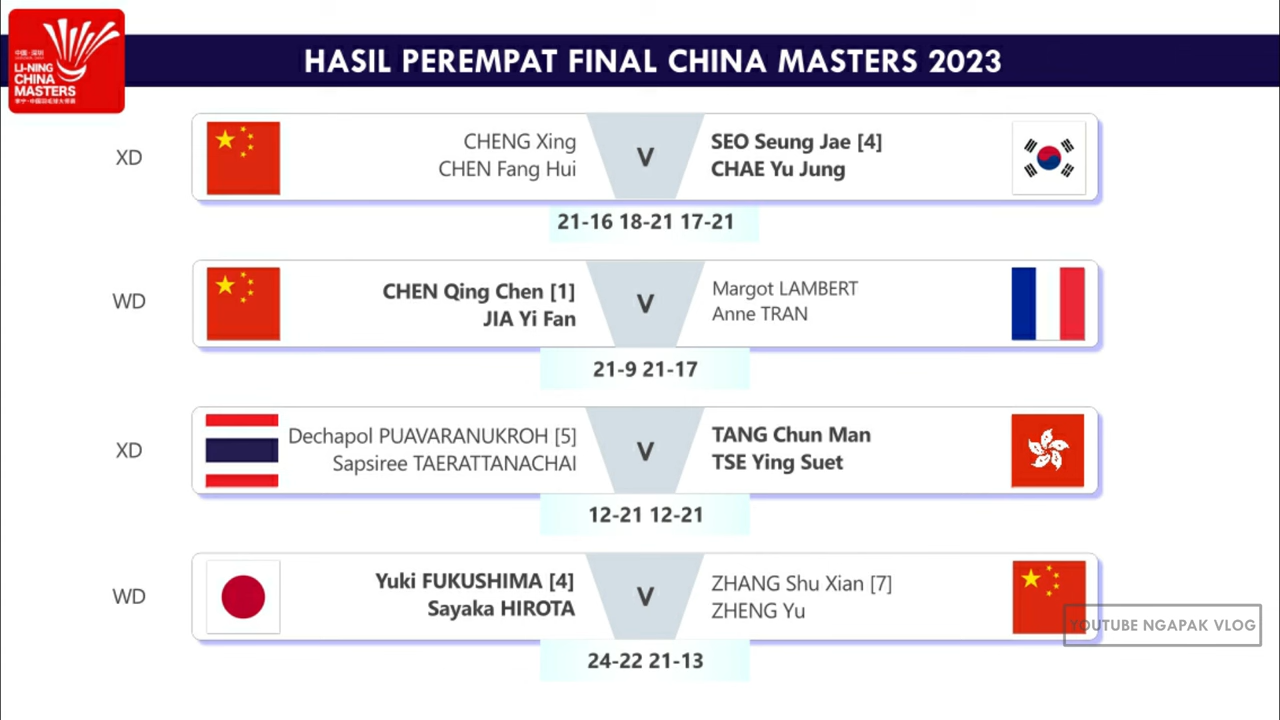 LI-NING
CHINA
MASTERS
HASIL PEREMPAT FINAL CHINA MASTERS 2023
XD
CHENG Xing
CHEN Fang Hui
V
SEO Seung Jae [4]
CHAE Yu Jung
21-16 18-21 17-21
WD
CHEN Qing Chen [1]
JIA Yi Fan
V
Margot LAMBERT
Anne TRAN
21-9 21-17
XD
Dechapol PUAVARANUKROH [5]
Sapsiree TAERATTANACHAI
V
TANG Chun Man
TSE Ying Suet
12-21 12-21
WD
Yuki FUKUSHIMA [4]
Sayaka HIROTA
V
ZHANG Shu Xian [7]
ZHENG Yu
24-22 21-13
YOUTUBE NGAPAK VLOG